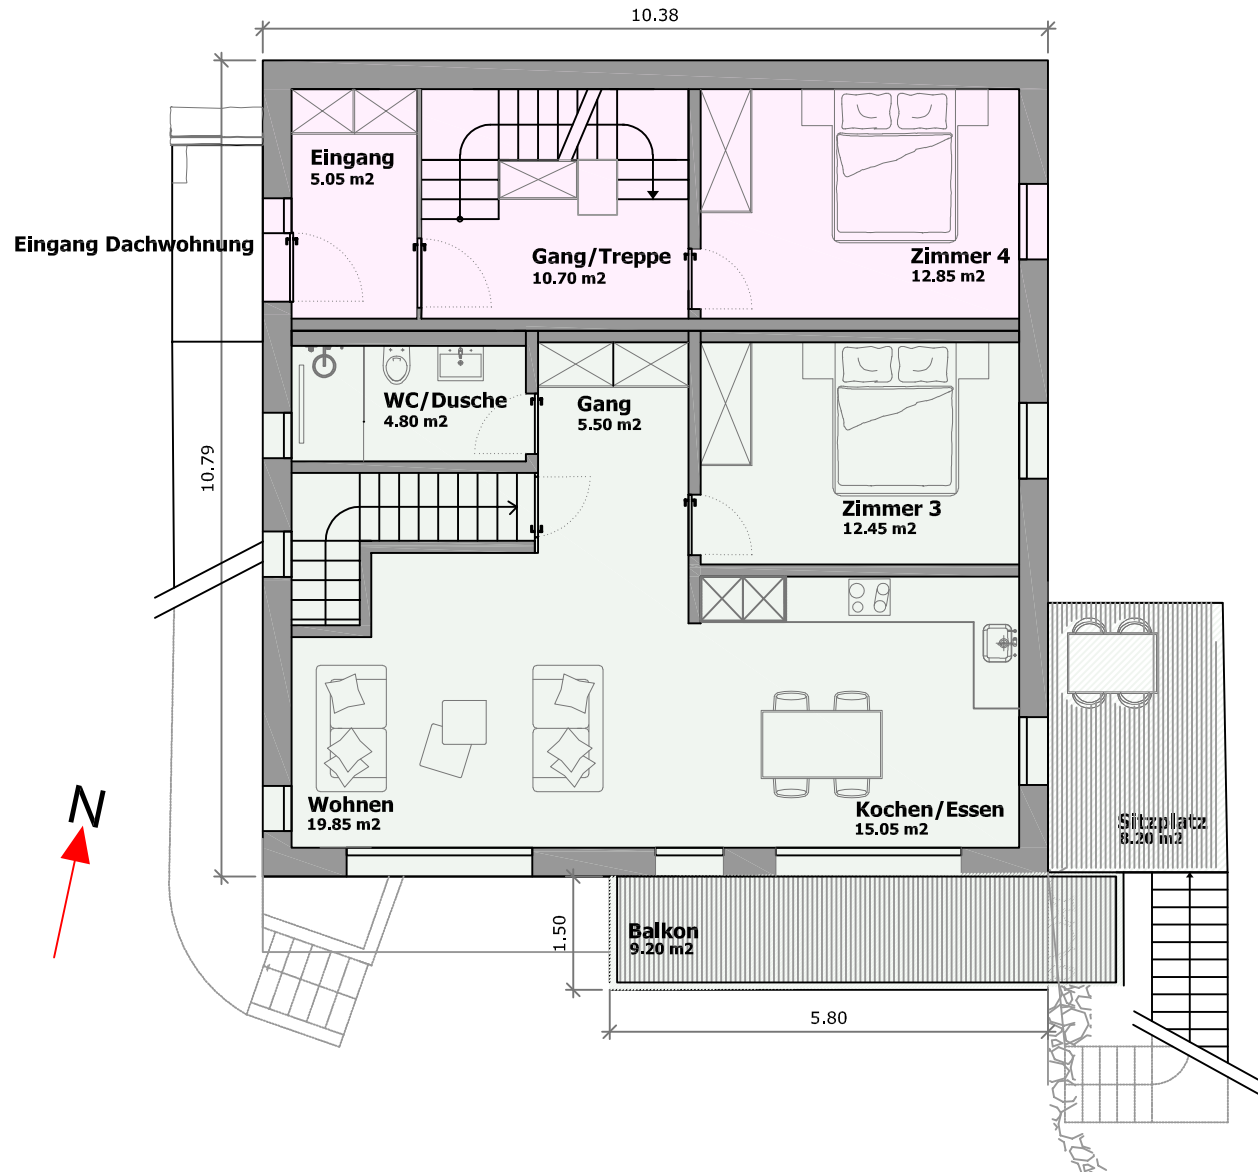 10.38
Eingang
5.05 m2
Eingang Dachwohnung
Gang/Treppe
10.70 m2
Zimmer 4
12.85 m2
WC/Dusche
4.80 m2
Gang
5.50 m2
10.79
Zimmer 3
12.45 m2
N
Wohnen
19.85 m2
Kochen/Essen
15.05 m2
Sitzplatz
8.20 m2
1.50
Balkon
9.20 m2
5.80